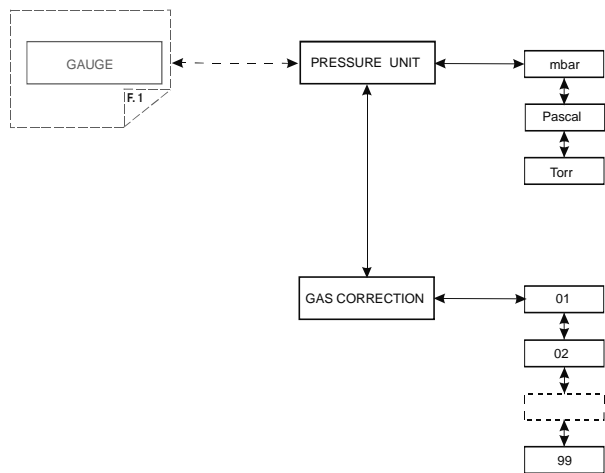 GAUGE
F.1
PRESSURE UNIT
mbar
Pascal
Torr
GAS CORRECTION
01
02
99